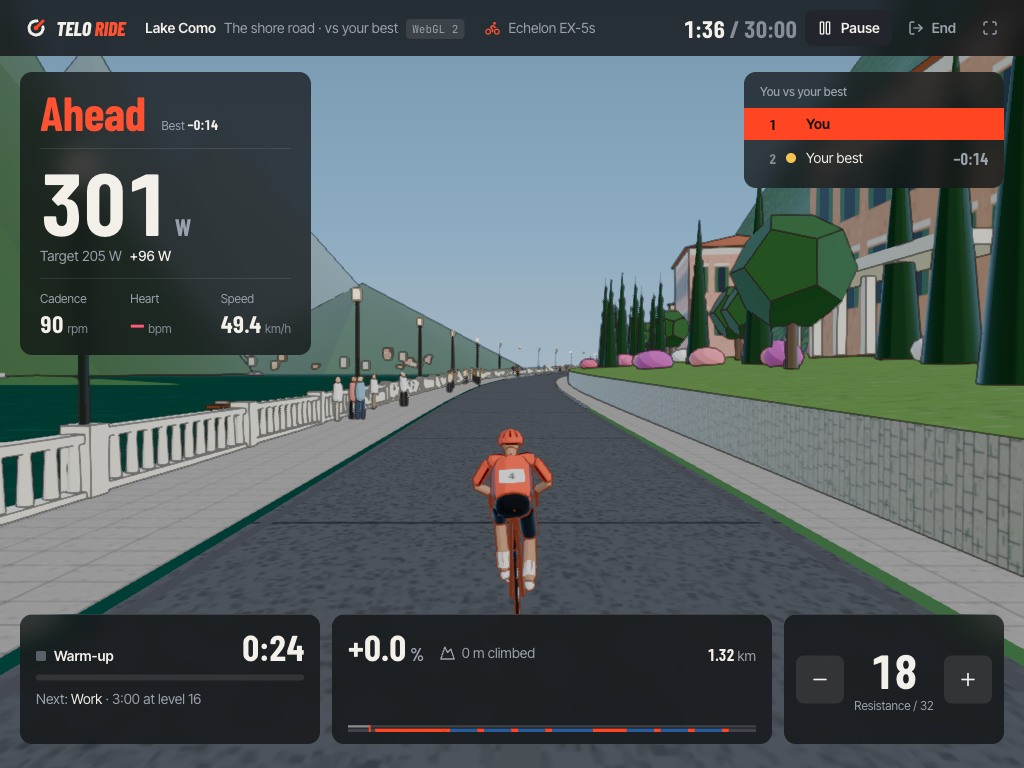 TELO RIDE Lake Como The shore road · vs your best WebGL 2 Echelon EX-5s 1:36 / 30:00 Pause End
Ahead Best −0:14
301 W
Target 205 W +96 W
Cadence Heart Speed
90 rpm – bpm 49.4 km/h
You vs your best
1 You
2 Your best −0:14
4
Warm-up 0:24
Next: Work · 3:00 at level 16
+0.0 % 0 m climbed 1.32 km
− 18 +
Resistance / 32